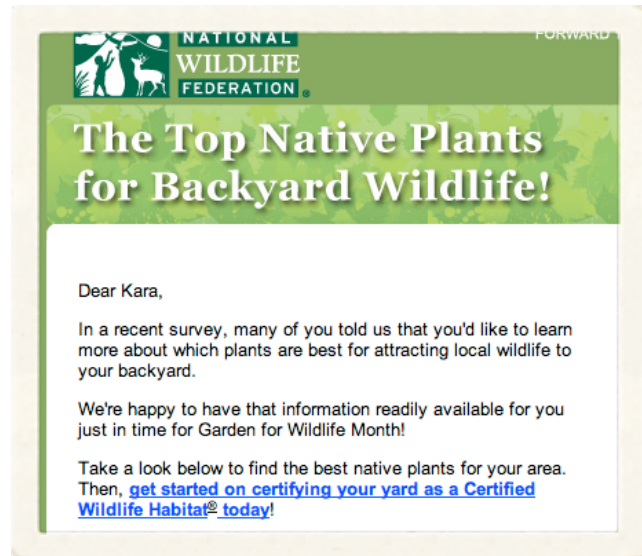 FORWARD
NATIONAL
WILDLIFE
FEDERATION®
The Top Native Plants
for Backyard Wildlife!
Dear Kara,
In a recent survey, many of you told us that you'd like to learn
more about which plants are best for attracting local wildlife to
your backyard.
We're happy to have that information readily available for you
just in time for Garden for Wildlife Month!
Take a look below to find the best native plants for your area.
Then, get started on certifying your yard as a Certified
Wildlife Habitat® today!